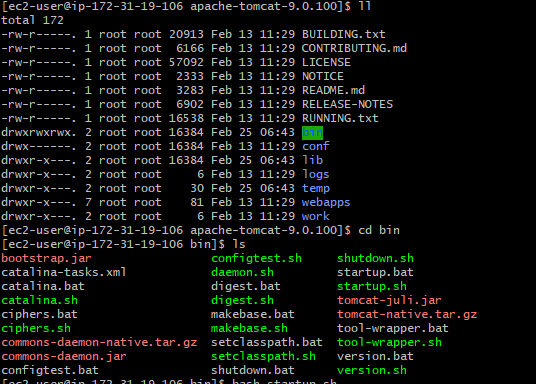 [ec2-user@ip-172-31-19-106 apache-tomcat-9.0.100]$ ll
total 172
-rw-r-----. 1 root root 20913 Feb 13 11:29 BUILDING.txt
-rw-r-----. 1 root root  6166 Feb 13 11:29 CONTRIBUTING.md
-rw-r-----. 1 root root 57092 Feb 13 11:29 LICENSE
-rw-r-----. 1 root root  2333 Feb 13 11:29 NOTICE
-rw-r-----. 1 root root  3283 Feb 13 11:29 README.md
-rw-r-----. 1 root root  6902 Feb 13 11:29 RELEASE-NOTES
-rw-r-----. 1 root root 16538 Feb 13 11:29 RUNNING.txt
drwxrwxrwx. 2 root root 16384 Feb 25 06:43 bin
drwx------. 2 root root 16384 Feb 13 11:29 conf
drwxr-x---. 2 root root 16384 Feb 25 06:43 lib
drwxr-x---. 2 root root     6 Feb 13 11:29 logs
drwxr-x---. 2 root root    30 Feb 25 06:43 temp
drwxr-x---. 7 root root    81 Feb 13 11:29 webapps
drwxr-x---. 2 root root     6 Feb 13 11:29 work
[ec2-user@ip-172-31-19-106 apache-tomcat-9.0.100]$ cd bin
[ec2-user@ip-172-31-19-106 bin]$ ls
bootstrap.jar configtest.sh shutdown.sh
catalina-tasks.xml daemon.sh startup.bat
catalina.bat digest.bat startup.sh
catalina.sh digest.sh tomcat-juli.jar
ciphers.bat makebase.bat tomcat-native.tar.gz
ciphers.sh makebase.sh tool-wrapper.bat
commons-daemon-native.tar.gz setclasspath.bat tool-wrapper.sh
commons-daemon.jar setclasspath.sh version.bat
configtest.bat shutdown.bat version.sh
[ec2-user@ip-172-31-19-106 bin]$ bash startup.sh